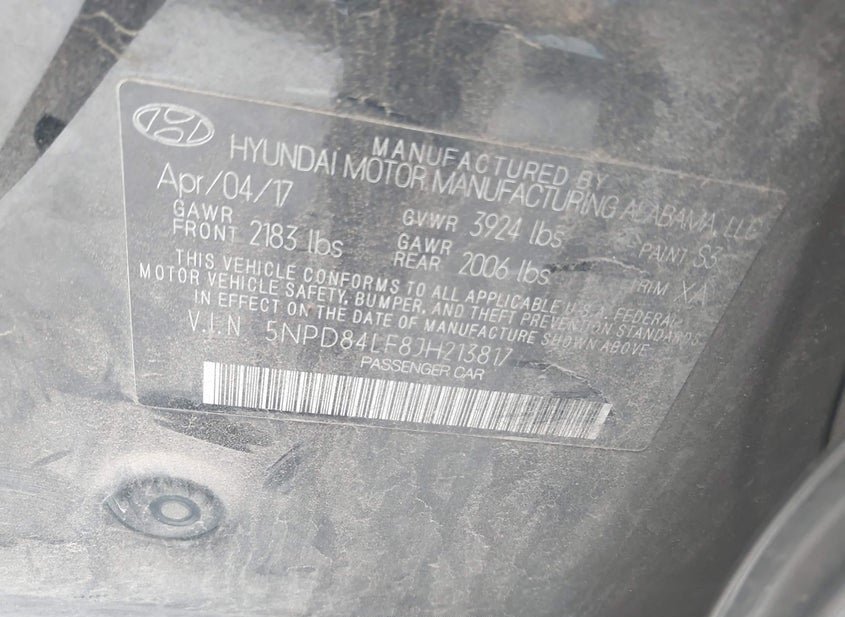 MANUFACTURED BY
HYUNDAI MOTOR MANUFACTURING ALABAMA, LLC
Apr/04/17 GVWR 3924 lbs PAINT S3
GAWR FRONT 2183 lbs GAWR REAR 2006 lbs TRIM XA
THIS VEHICLE CONFORMS TO ALL APPLICABLE U.S.A. FEDERAL
MOTOR VEHICLE SAFETY, BUMPER, AND THEFT PREVENTION STANDARDS
IN EFFECT ON THE DATE OF MANUFACTURE SHOWN ABOVE
V.I.N 5NPD84LF8JH213817
PASSENGER CAR